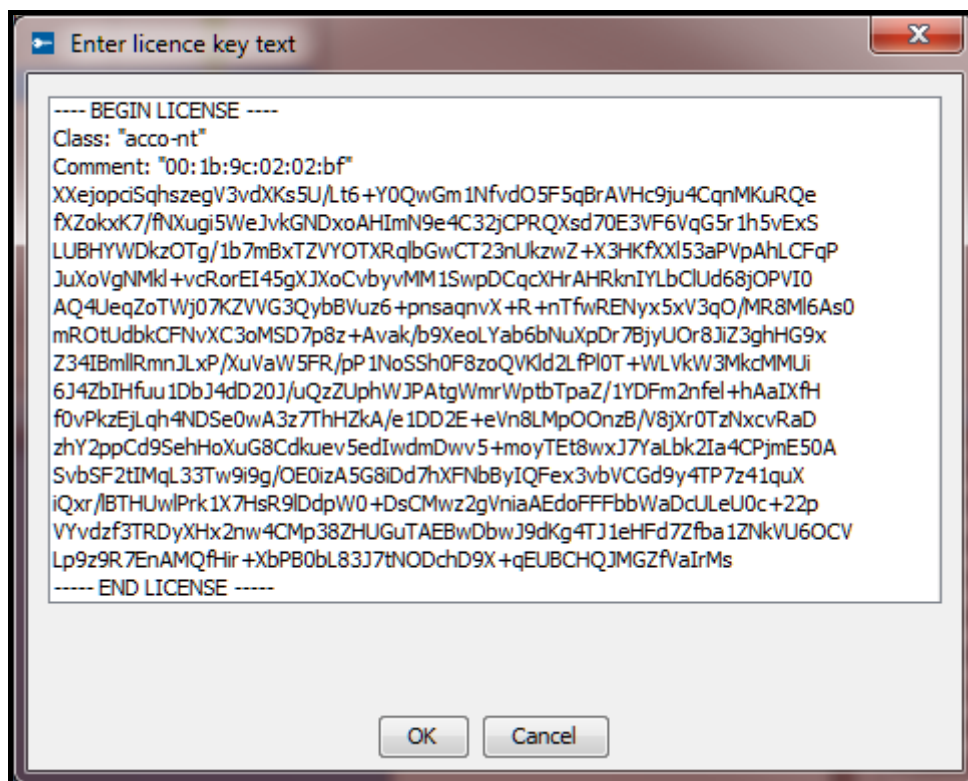 Enter licence key text
---- BEGIN LICENSE ----
Class: "acco-nt"
Comment: "00:1b:9c:02:02:bf"
XXejopciSqhszegV3vdXKs5U/Lt6+Y0QwGm1NfvdO5F5qBrAVHc9ju4CqnMKuRQe
fXZokxK7/fNXugi5WeJvkGNDxoAHImN9e4C32jCPRQXsd70E3VF6VqG5r1h5vExS
LUBHYWDkzOTg/1b7mBxTZVYOTXRqlbGwCT23nUkzwZ+X3HKfXXl53aPVpAhLCFqP
JuXoVgNMkl+vcRorEI45gXJXoCvbyvMM1SwpDCqcXHrAHRknIYLbClUd68jOPVI0
AQ4UeqZoTWj07KZVVG3QybBVuz6+pnsaqnvX+R+nTfwRENyx5xV3qO/MR8Ml6As0
mROtUdbkCFNvXC3oMSD7p8z+Avak/b9XeoLYab6bNuXpDr7BjyUOr8JiZ3ghHG9x
Z34IBmllRmnJLxP/XuVaW5FR/pP1NoSSh0F8zoQVKld2LfPl0T+WLVkW3MkcMMUi
6J4ZbIHfuu1DbJ4dD20J/uQzZUphWJPAtgWmrWptbTpaZ/1YDFm2nfel+hAaIXfH
f0vPkzEjLqh4NDSe0wA3z7ThHZkA/e1DD2E+eVn8LMpOOnzB/V8jXr0TzNxcvRaD
zhY2ppCd9SehHoXuG8Cdkuev5edIwdmDwv5+moyTEt8wxJ7YaLbk2Ia4CPjmE50A
SvbSF2tIMqL33Tw9i9g/OE0izA5G8iDd7hXFNbByIQFex3vbVCGd9y4TP7z41quX
iQxr/lBTHUwlPrk1X7HsR9lDdpW0+DsCMwz2gVniaAEdoFFFbbWaDcULeU0c+22p
VYvdzf3TRDyXHx2nw4CMp38ZHUGuTAEBwDbwJ9dKg4TJ1eHFd7Zfba1ZNkVU6OCV
Lp9z9R7EnAMQfHir+XbPB0bL83J7tNODchD9X+qEUBCHQJMGZfVaIrMs
----- END LICENSE -----
OK
Cancel